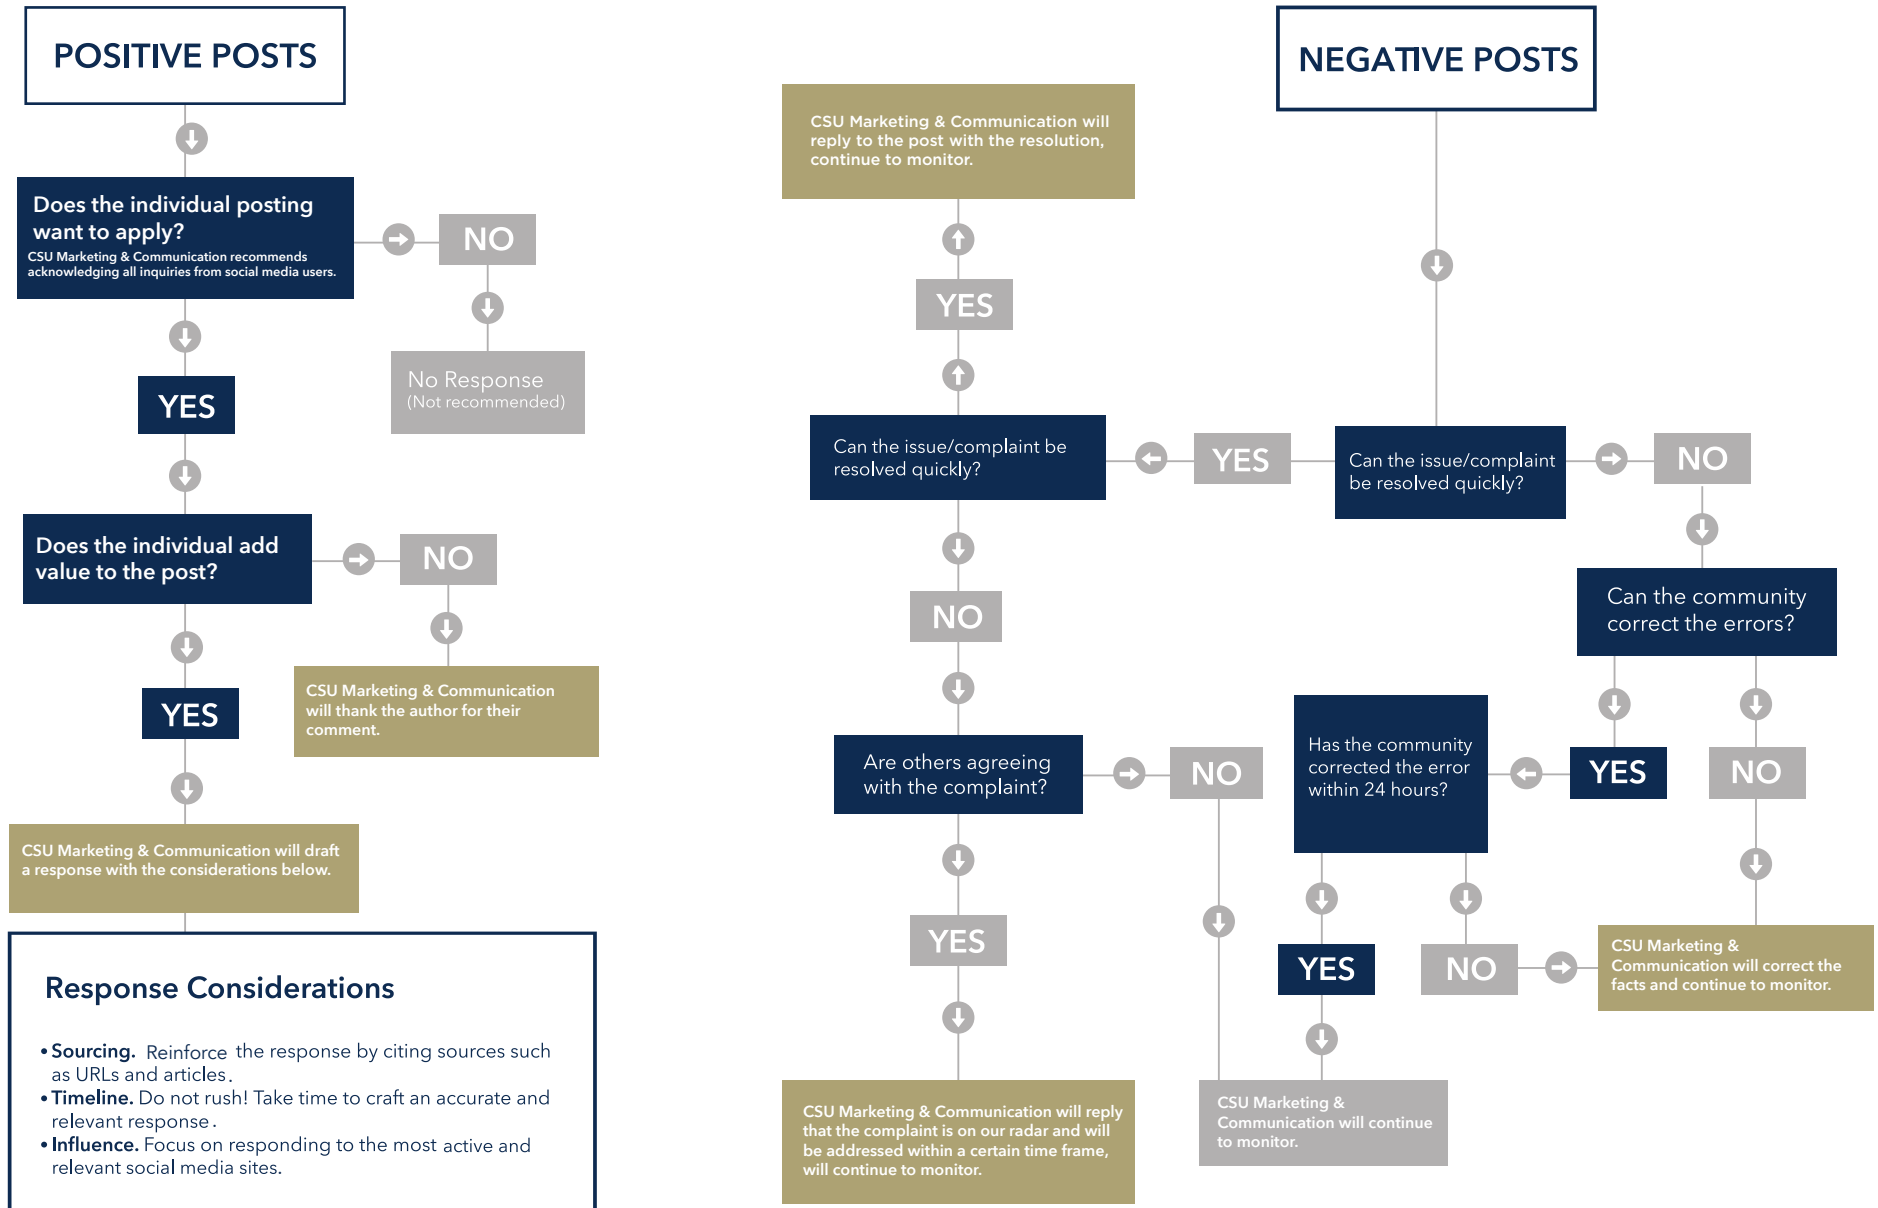 POSITIVE POSTS
Does the individual posting
want to apply?
CSU Marketing & Communication recommends
acknowledging all inquiries from social media users.
NO
No Response
(Not recommended)
YES
Does the individual add
value to the post?
NO
CSU Marketing & Communication
will thank the author for their
comment.
YES
CSU Marketing & Communication will draft
a response with the considerations below.
Response Considerations
• Sourcing. Reinforce the response by citing sources such
as URLs and articles.
• Timeline. Do not rush! Take time to craft an accurate and
relevant response.
• Influence. Focus on responding to the most active and
relevant social media sites.
NEGATIVE POSTS
Can the issue/complaint
be resolved quickly?
YES
Can the issue/complaint be
resolved quickly?
YES
CSU Marketing & Communication will
reply to the post with the resolution,
continue to monitor.
NO
Are others agreeing
with the complaint?
NO
YES
CSU Marketing & Communication will reply
that the complaint is on our radar and will
be addressed within a certain time frame,
will continue to monitor.
NO
Can the community
correct the errors?
YES
NO
Has the community
corrected the error
within 24 hours?
YES
NO
CSU Marketing &
Communication will correct the
facts and continue to monitor.
CSU Marketing &
Communication will continue
to monitor.